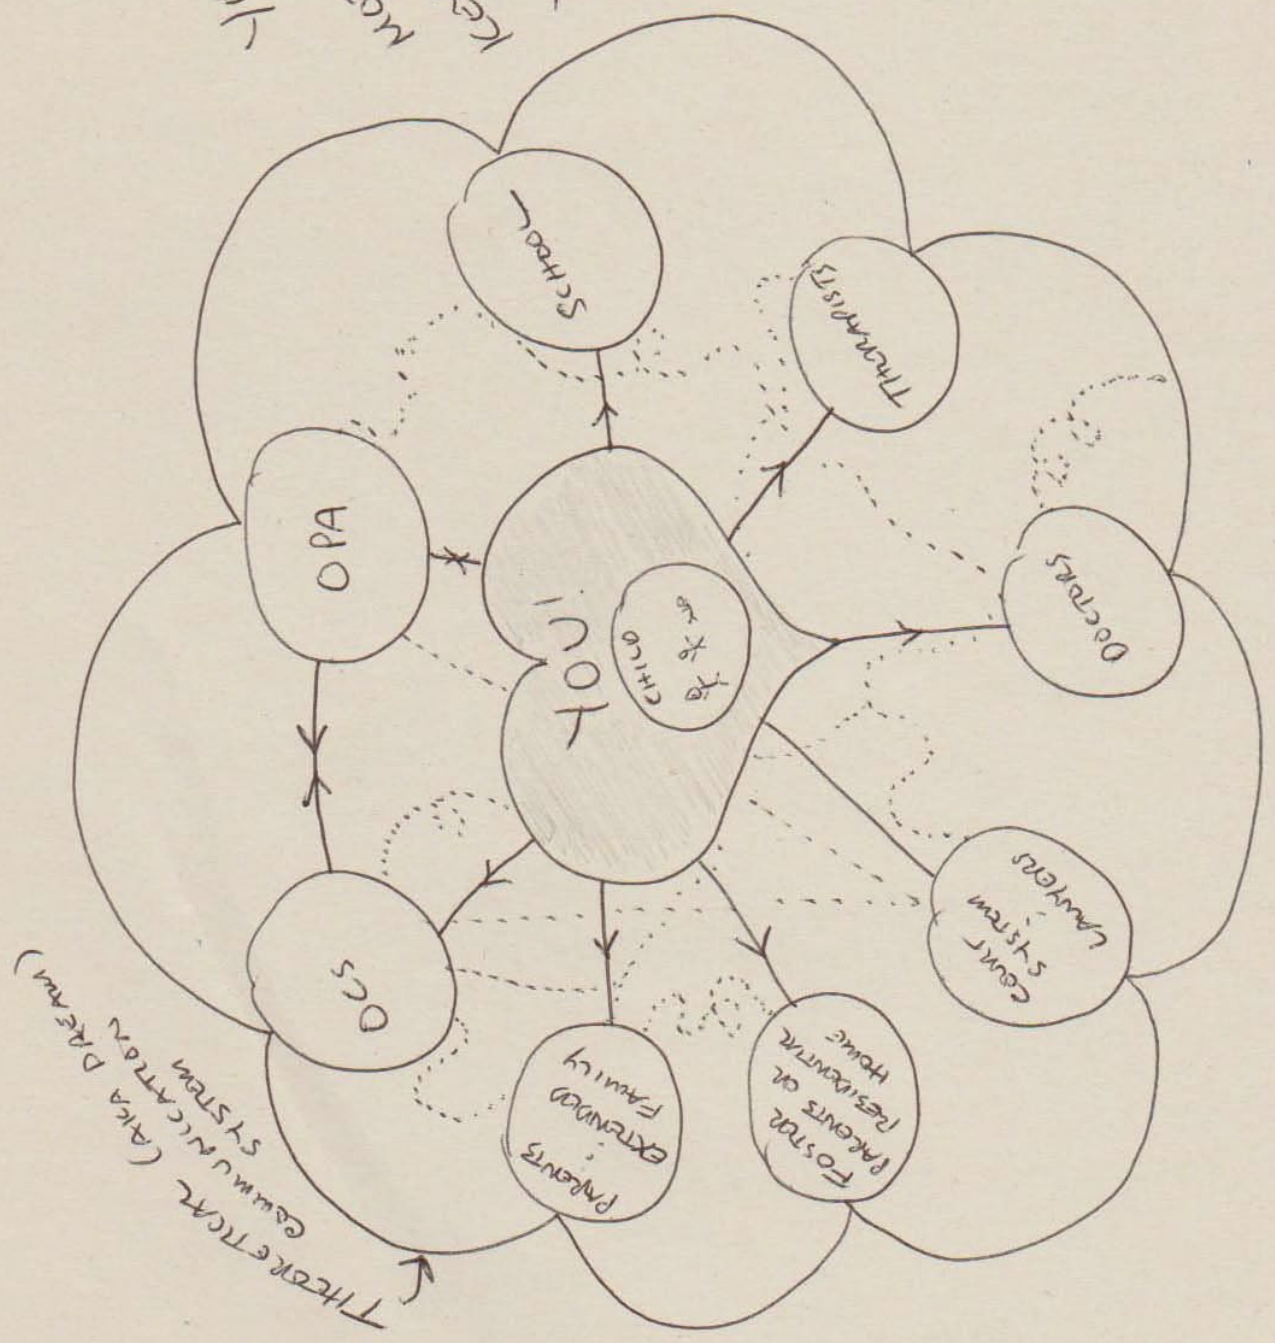 SCHOOL
THERAPISTS
DOCTORS
LAWYERS
:
SYSTEM
COURT
FOSTER
PARENTS OR
RESIDENTIAL
HOME
PARENTS
:
EXTENDED
FAMILY
OCS
OPA
YOU!
CHILD
THEORETICAL (AKA DREAM)
COMMUNICATION
SYSTEM